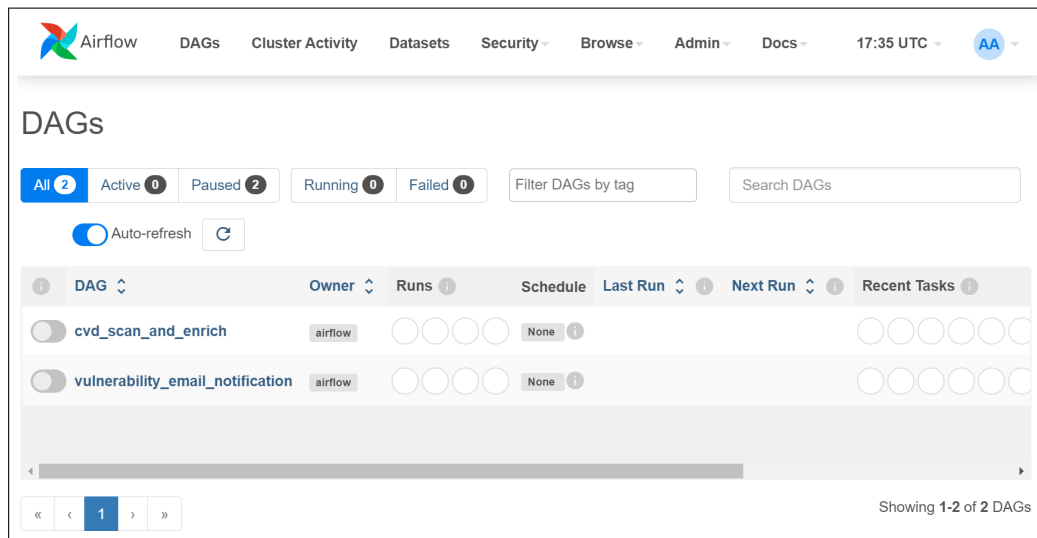 Airflow DAGs Cluster Activity Datasets Security Browse Admin Docs 17:35 UTC AA
DAGs
All 2 Active 0 Paused 2 Running 0 Failed 0 Filter DAGs by tag Search DAGs
Auto-refresh
i DAG Owner Runs i Schedule Last Run i Next Run i Recent Tasks i
cvd_scan_and_enrich airflow None i
vulnerability_email_notification airflow None i
« ‹ 1 › » Showing 1-2 of 2 DAGs